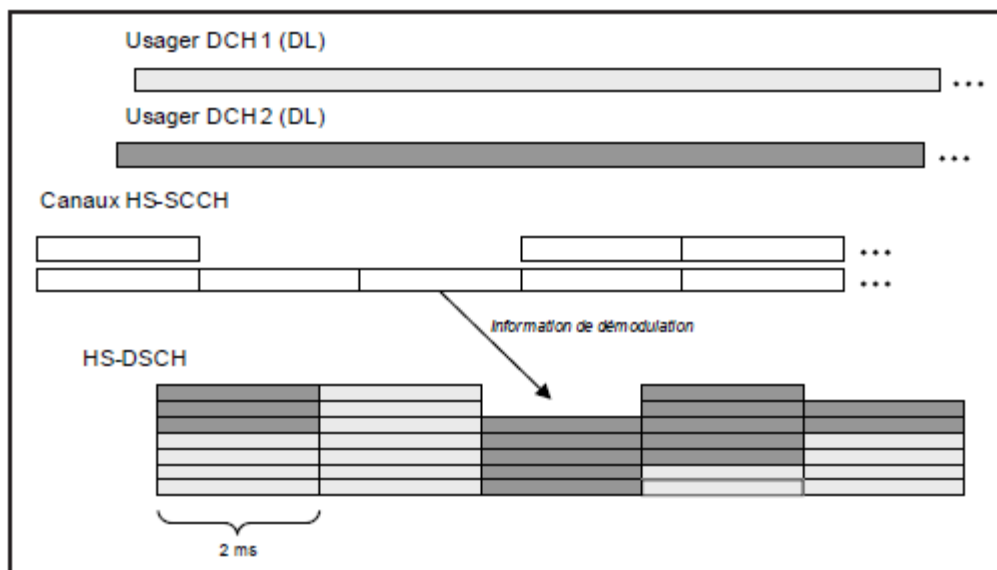 Usager DCH 1 (DL)
...
Usager DCH 2 (DL)
...
Canaux HS-SCCH
...
...
Information de démodulation
HS-DSCH
2 ms